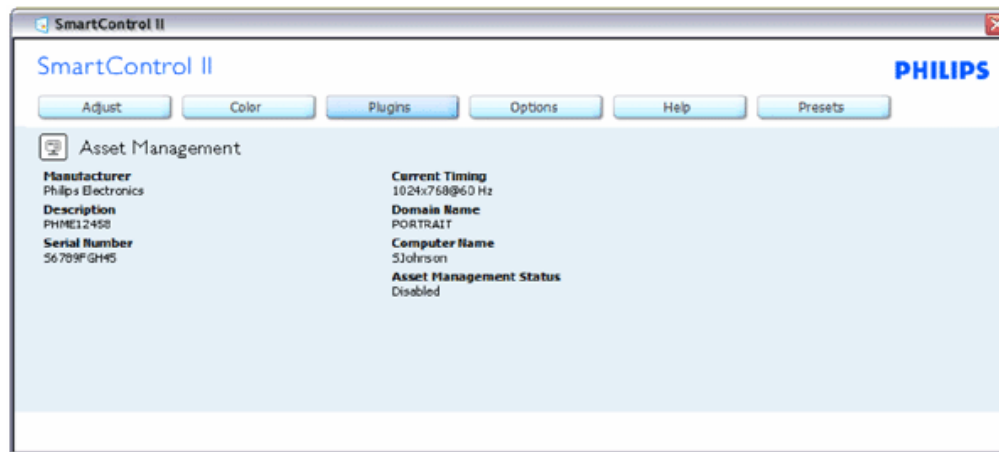 SmartControl II
SmartControl II
PHILIPS
Adjust Color Plugins Options Help Presets
Asset Management
Manufacturer
Philips Electronics
Description
PHME12458
Serial Number
56789FGH45
Current Timing
1024x768@60 Hz
Domain Name
PORTRAIT
Computer Name
SJohnson
Asset Management Status
Disabled